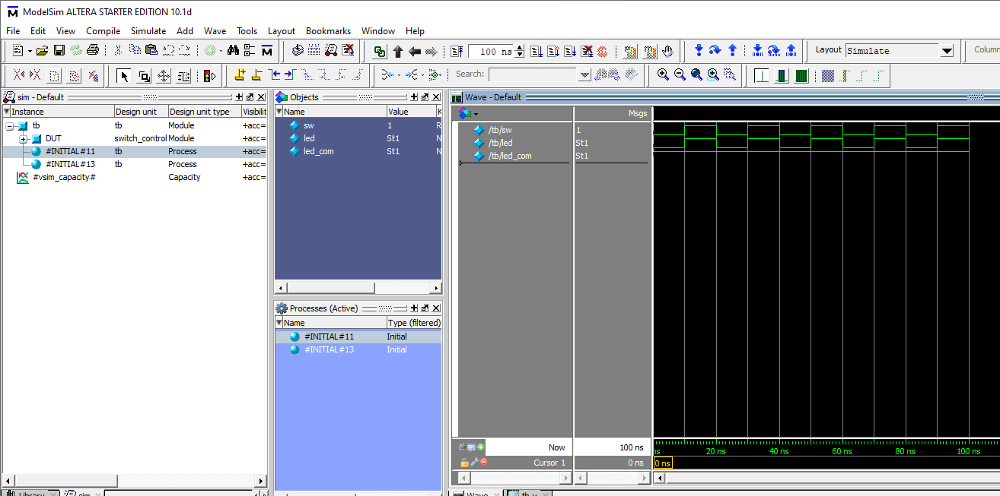 ModelSim ALTERA STARTER EDITION 10.1d
File Edit View Compile Simulate Add Wave Tools Layout Bookmarks Window Help
100 ns
Layout Simulate
Search:
sim - Default
Instance Design unit Design unit type Visibilit
tb tb Module +acc=
DUT switch_control Module +acc=
#INITIAL#11 tb Process +acc=
#INITIAL#13 tb Process +acc=
#vsim_capacity# Capacity +acc=
Objects
Name Value K
sw 1 R
led St1 N
led_com St1 N
Processes (Active)
Name Type (filtered)
#INITIAL#11 Initial
#INITIAL#13 Initial
Wave - Default
Msgs
/tb/sw 1
/tb/led St1
/tb/led_com St1
Now 100 ns
Cursor 1 0 ns
ns 20 ns 40 ns 60 ns 80 ns 100 ns
0 ns
Library sim
Wave tb.v